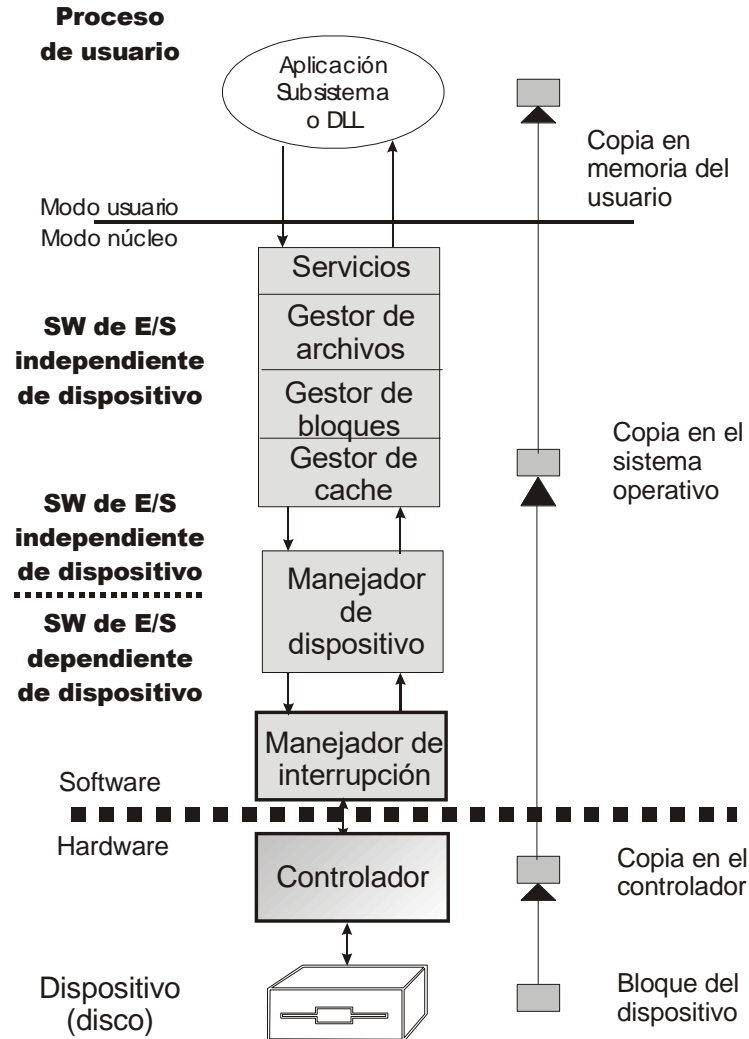 Proceso
de usuario
Aplicación
Subsistema
o DLL
Copia en
memoria del
usuario
Modo usuario
Modo núcleo
Servicios
Gestor de
archivos
Gestor de
bloques
Gestor de
cache
SW de E/S
independiente
de dispositivo
Copia en el
sistema
operativo
SW de E/S
independiente
de dispositivo
SW de E/S
dependiente
de dispositivo
Manejador
de
dispositivo
Manejador de
interrupción
Software
Hardware
Controlador
Copia en el
controlador
Dispositivo
(disco)
Bloque del
dispositivo